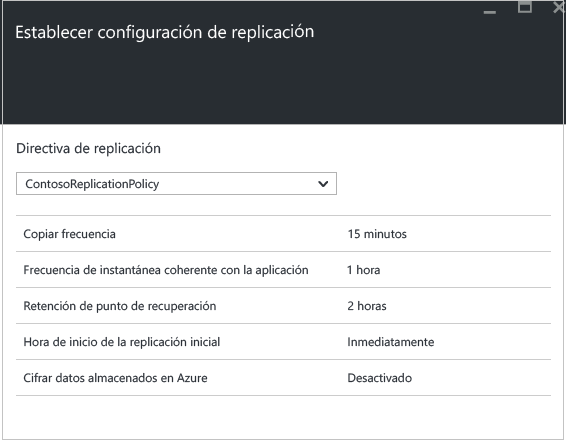 Establecer configuración de replicación
Directiva de replicación
ContosoReplicationPolicy
Copiar frecuencia 15 minutos
Frecuencia de instantánea coherente con la aplicación 1 hora
Retención de punto de recuperación 2 horas
Hora de inicio de la replicación inicial Inmediatamente
Cifrar datos almacenados en Azure Desactivado